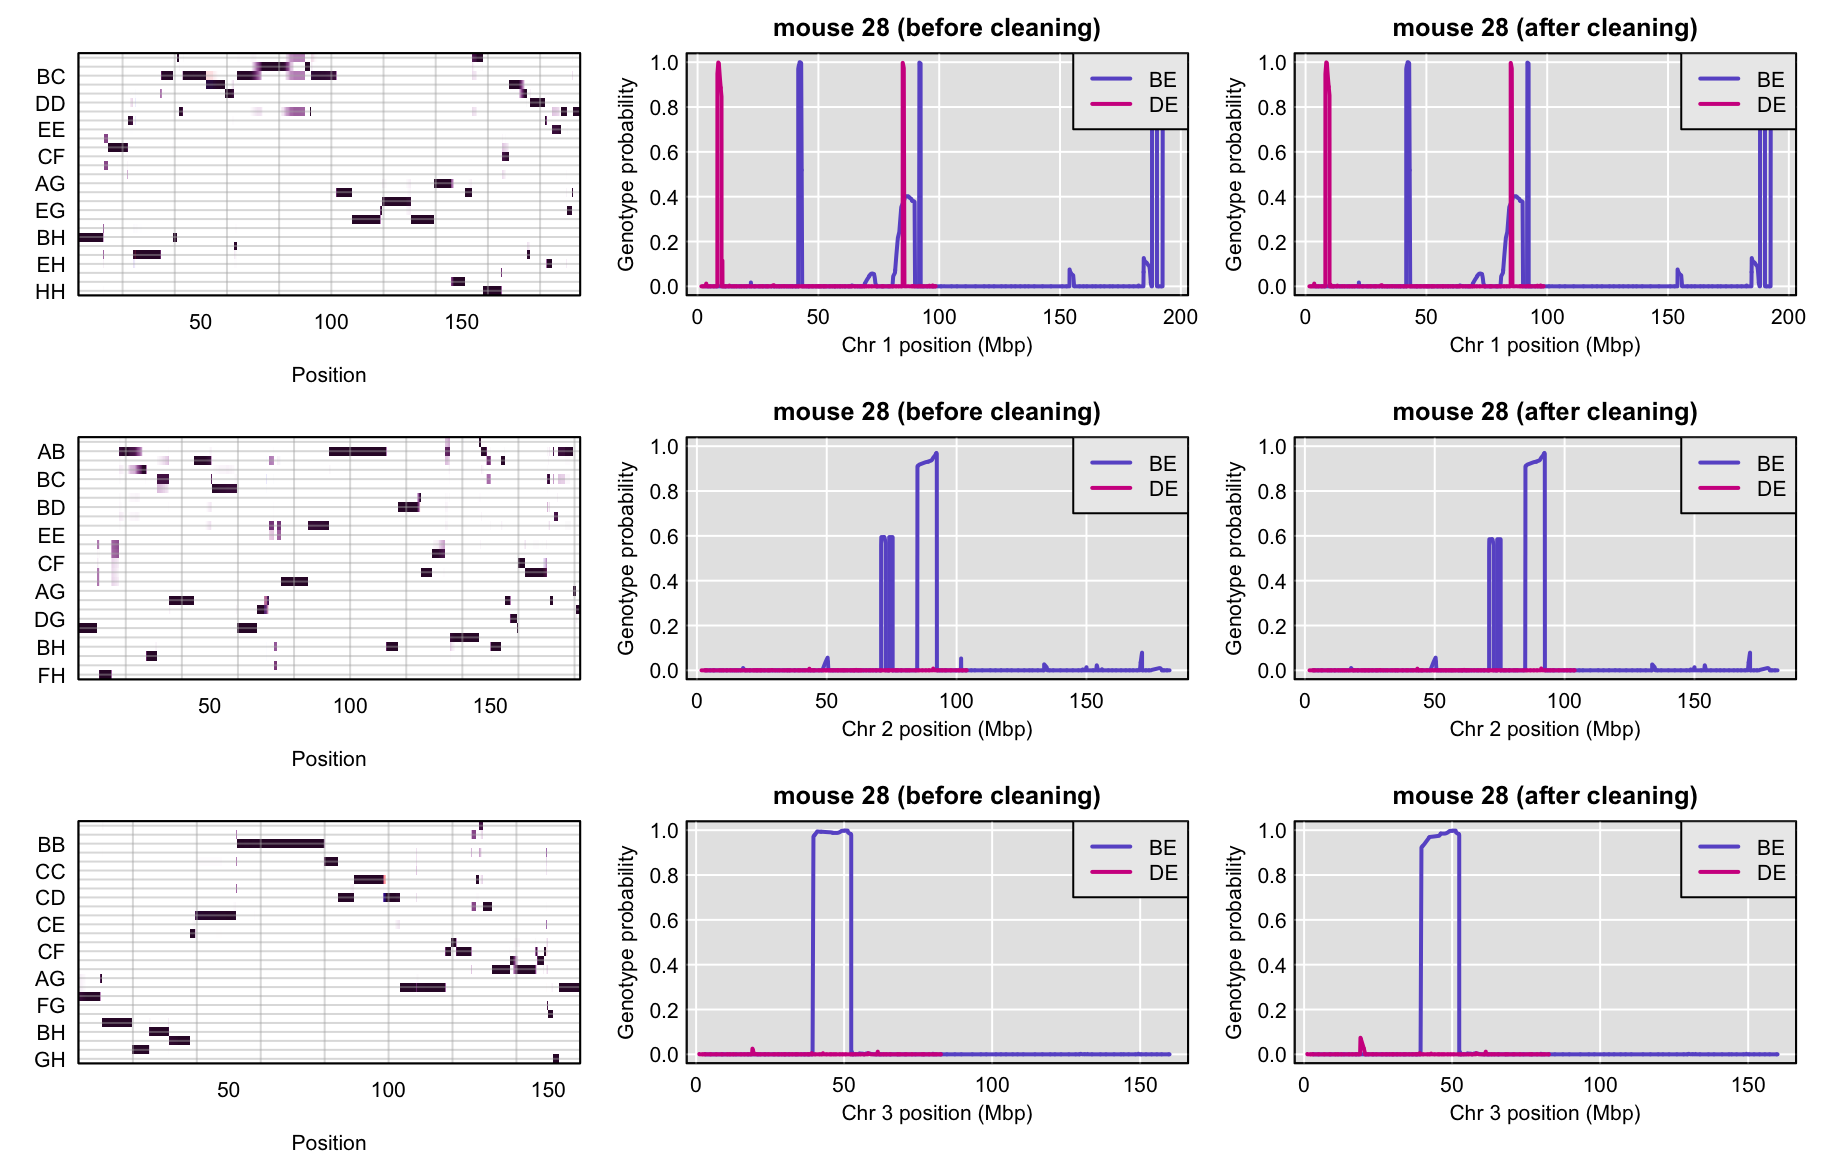 BC
DD
EE
CF
AG
EG
BH
EH
HH
50 100 150
Position
mouse 28 (before cleaning)
Genotype probability
1.0
0.8
0.6
0.4
0.2
0.0
BE
DE
0 50 100 150 200
Chr 1 position (Mbp)
mouse 28 (after cleaning)
Genotype probability
1.0
0.8
0.6
0.4
0.2
0.0
BE
DE
0 50 100 150 200
Chr 1 position (Mbp)
AB
BC
BD
EE
CF
AG
DG
BH
FH
50 100 150
Position
mouse 28 (before cleaning)
Genotype probability
1.0
0.8
0.6
0.4
0.2
0.0
BE
DE
0 50 100 150
Chr 2 position (Mbp)
mouse 28 (after cleaning)
Genotype probability
1.0
0.8
0.6
0.4
0.2
0.0
BE
DE
0 50 100 150
Chr 2 position (Mbp)
BB
CC
CD
CE
CF
AG
FG
BH
GH
50 100 150
Position
mouse 28 (before cleaning)
Genotype probability
1.0
0.8
0.6
0.4
0.2
0.0
BE
DE
0 50 100 150
Chr 3 position (Mbp)
mouse 28 (after cleaning)
Genotype probability
1.0
0.8
0.6
0.4
0.2
0.0
BE
DE
0 50 100 150
Chr 3 position (Mbp)